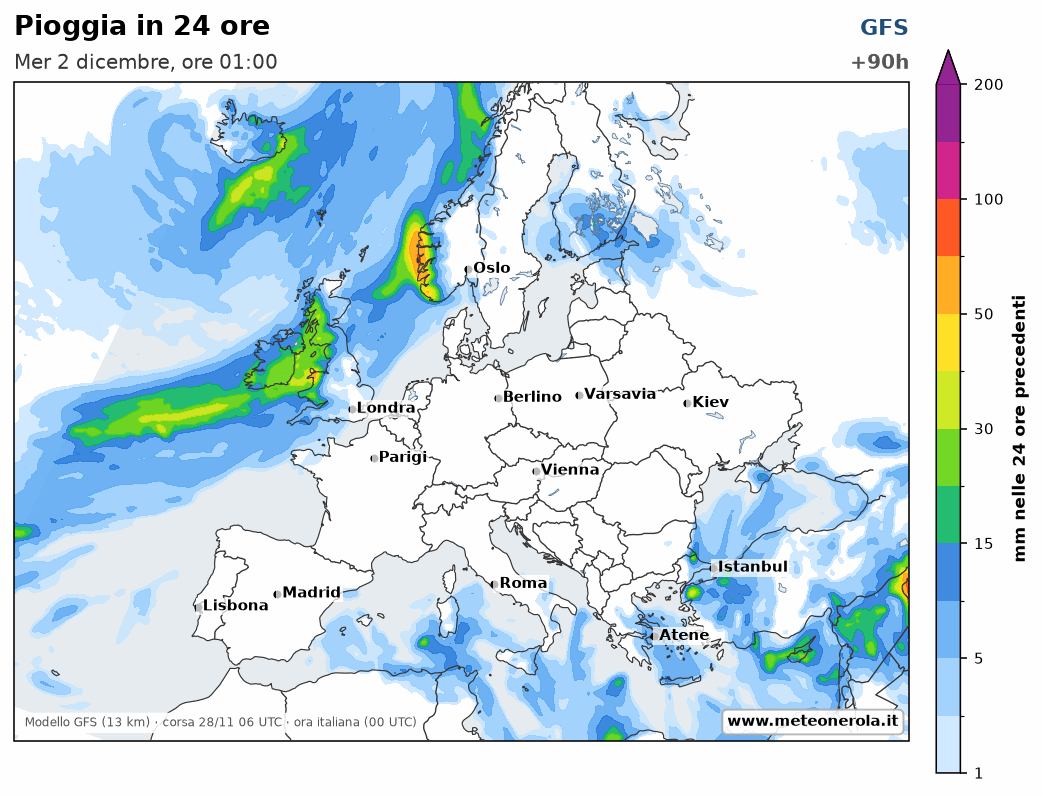 Pioggia in 24 ore
GFS
Mer 2 dicembre, ore 01:00
+90h
200
100
50
30
15
5
1
mm nelle 24 ore precedenti
Oslo
Berlino
Varsavia
Kiev
Londra
Parigi
Vienna
Istanbul
Roma
Madrid
Lisbona
Atene
Modello GFS (13 km) · corsa 28/11 06 UTC · ora italiana (00 UTC)
www.meteonerola.it